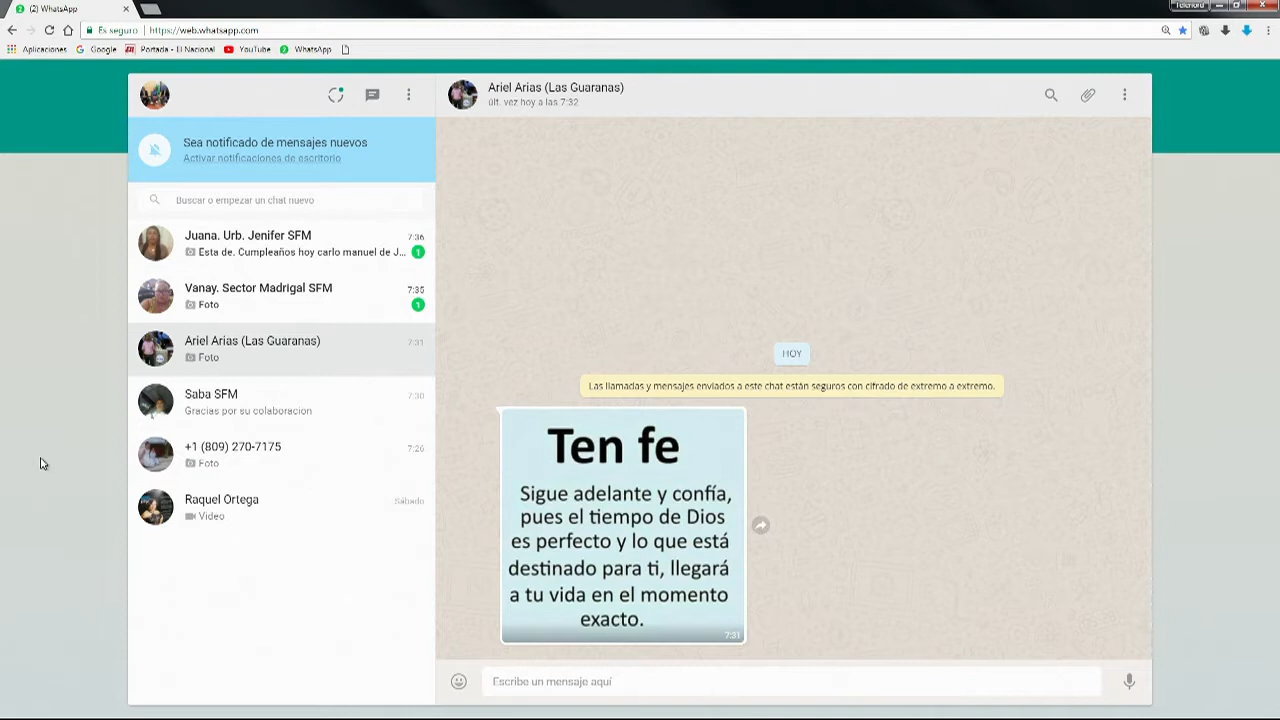 (2) WhatsApp
Telenord
Es seguro
https://web.whatsapp.com
Aplicaciones
Google
Portada - El Nacional
YouTube
WhatsApp
Ariel Arias (Las Guaranas)
últ. vez hoy a las 7:32
Sea notificado de mensajes nuevos
Activar notificaciones de escritorio
Buscar o empezar un chat nuevo
Juana. Urb. Jenifer SFM
7:36
Esta de. Cumpleaños hoy carlo manuel de J...
1
Vanay. Sector Madrigal SFM
7:35
Foto
1
Ariel Arias (Las Guaranas)
7:31
Foto
Saba SFM
7:30
Gracias por su colaboracion
+1 (809) 270-7175
7:26
Foto
Raquel Ortega
Sábado
Video
HOY
Las llamadas y mensajes enviados a este chat están seguros con cifrado de extremo a extremo.
Ten fe
Sigue adelante y confía,
pues el tiempo de Dios
es perfecto y lo que está
destinado para ti, llegará
a tu vida en el momento
exacto.
7:31
Escribe un mensaje aquí